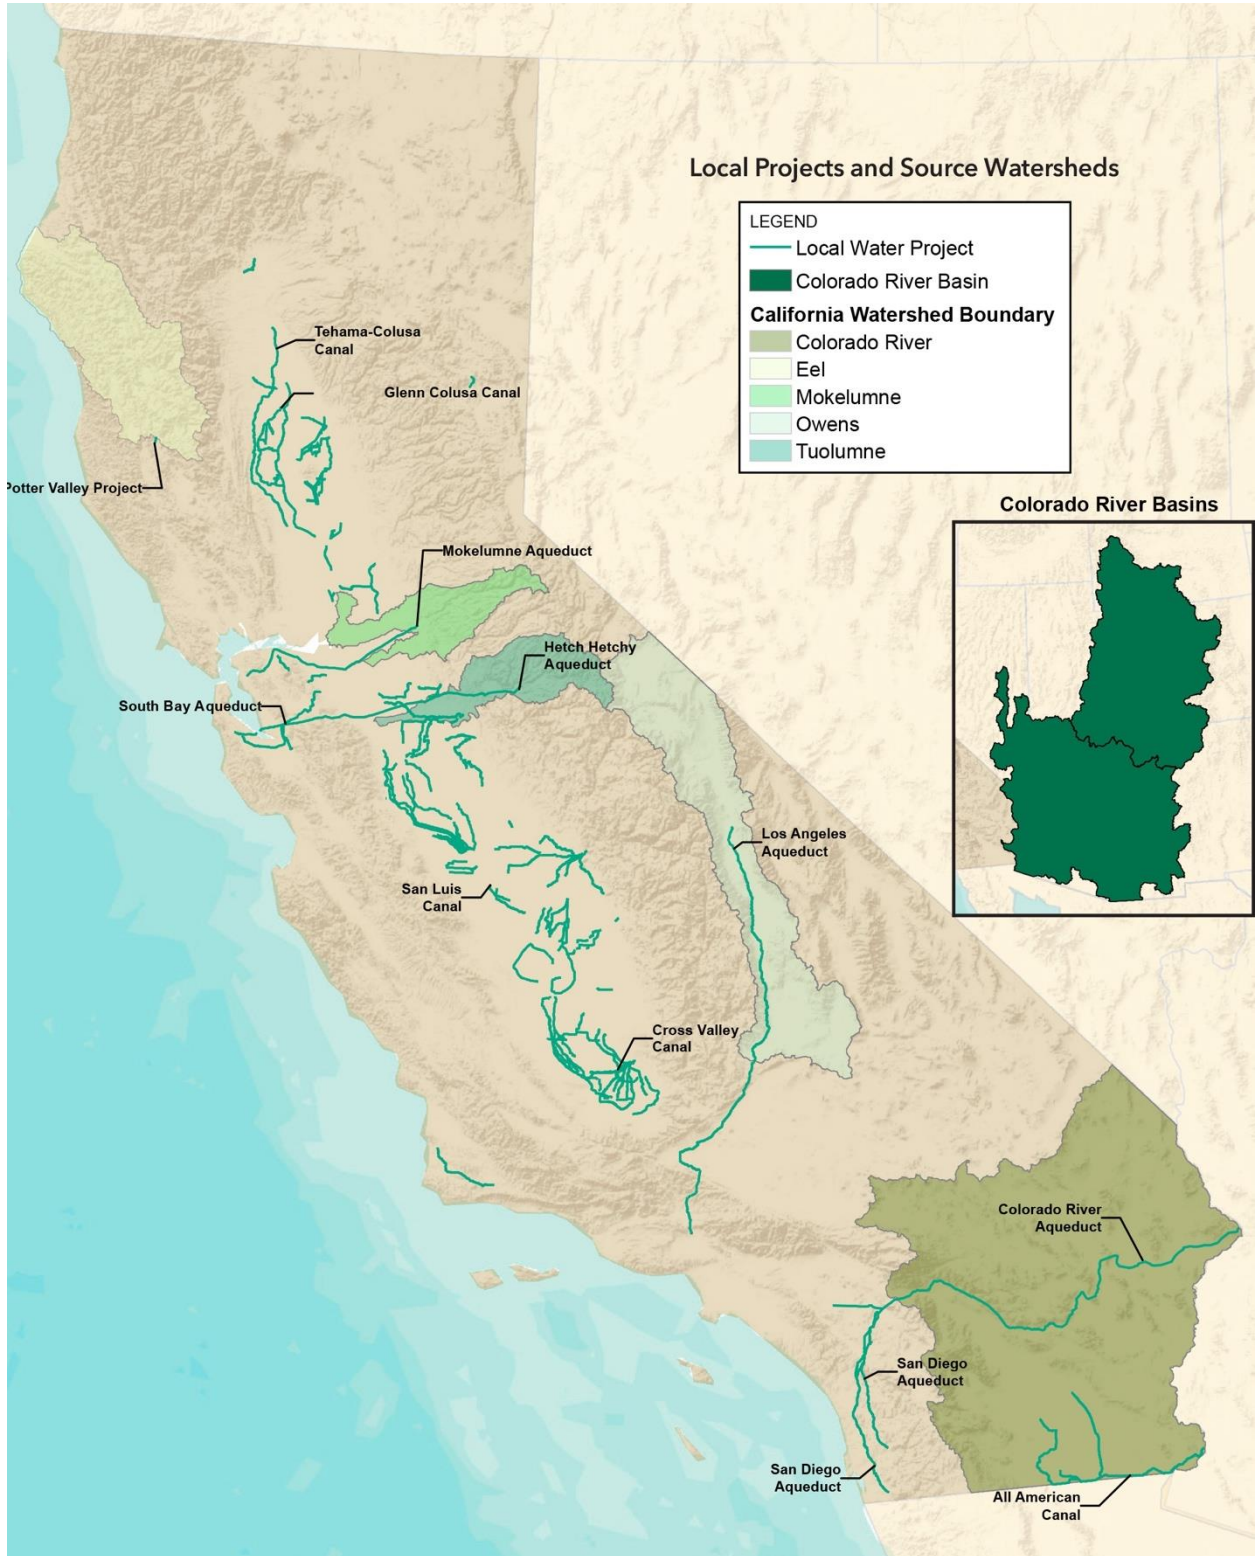 Local Projects and Source Watersheds
LEGEND
Local Water Project
Colorado River Basin
California Watershed Boundary
Colorado River
Eel
Mokelumne
Owens
Tuolumne
Colorado River Basins
Tehama-Colusa
Canal
Glenn Colusa Canal
Potter Valley Project
Mokelumne Aqueduct
Hetch Hetchy
Aqueduct
South Bay Aqueduct
Los Angeles
Aqueduct
San Luis
Canal
Cross Valley
Canal
Colorado River
Aqueduct
San Diego
Aqueduct
San Diego
Aqueduct
All American
Canal